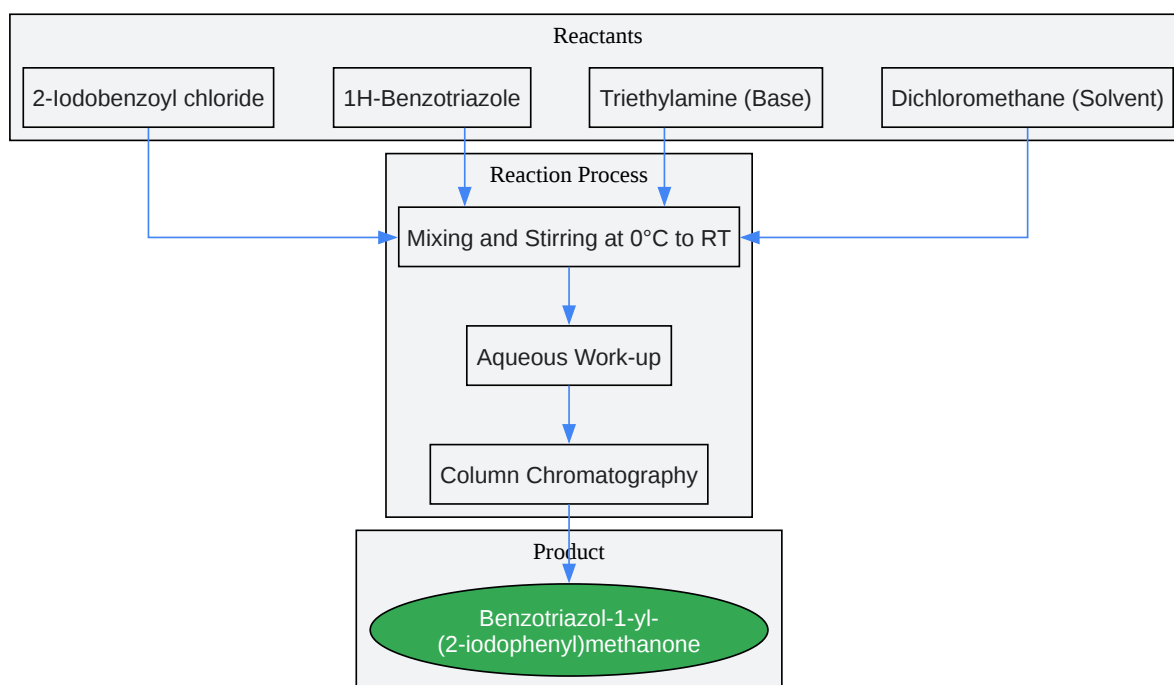 Reactants
2-Iodobenzoyl chloride
1H-Benzotriazole
Triethylamine (Base)
Dichloromethane (Solvent)
Reaction Process
Mixing and Stirring at 0°C to RT
Aqueous Work-up
Column Chromatography
Product
Benzotriazol-1-yl-
(2-iodophenyl)methanone